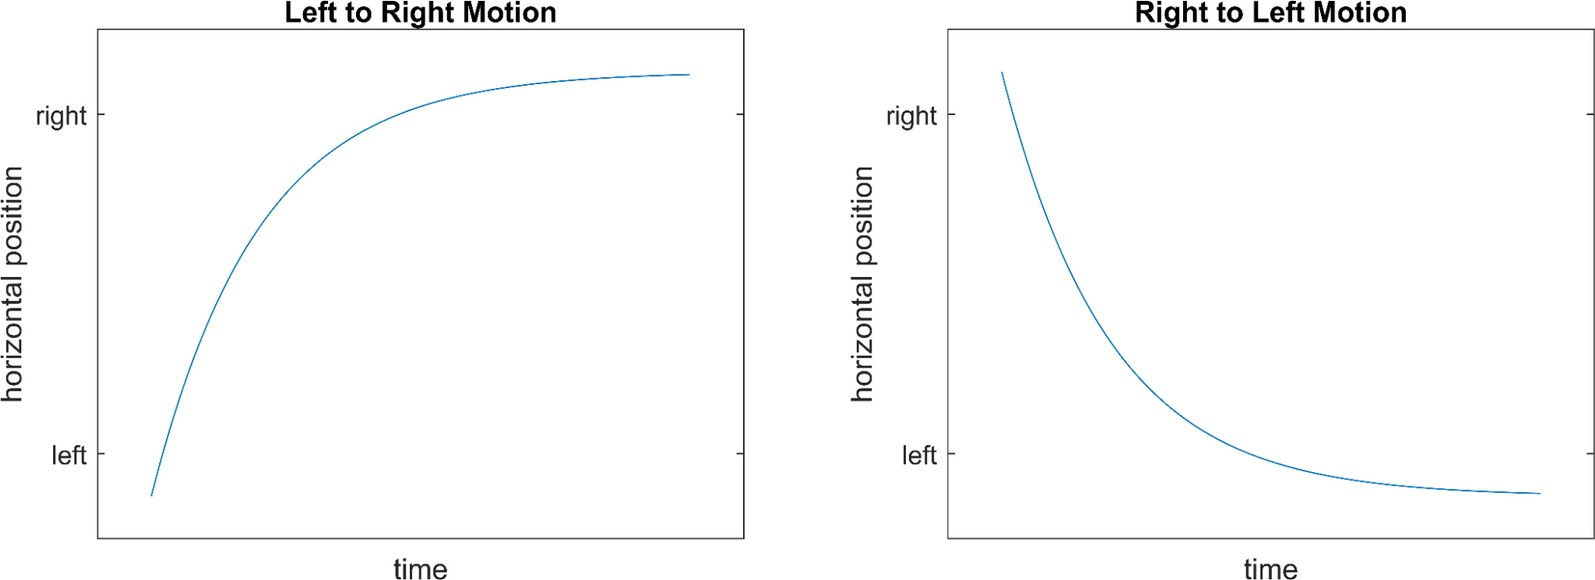 Left to Right Motion
right
left
horizontal position
time
Right to Left Motion
right
left
horizontal position
time